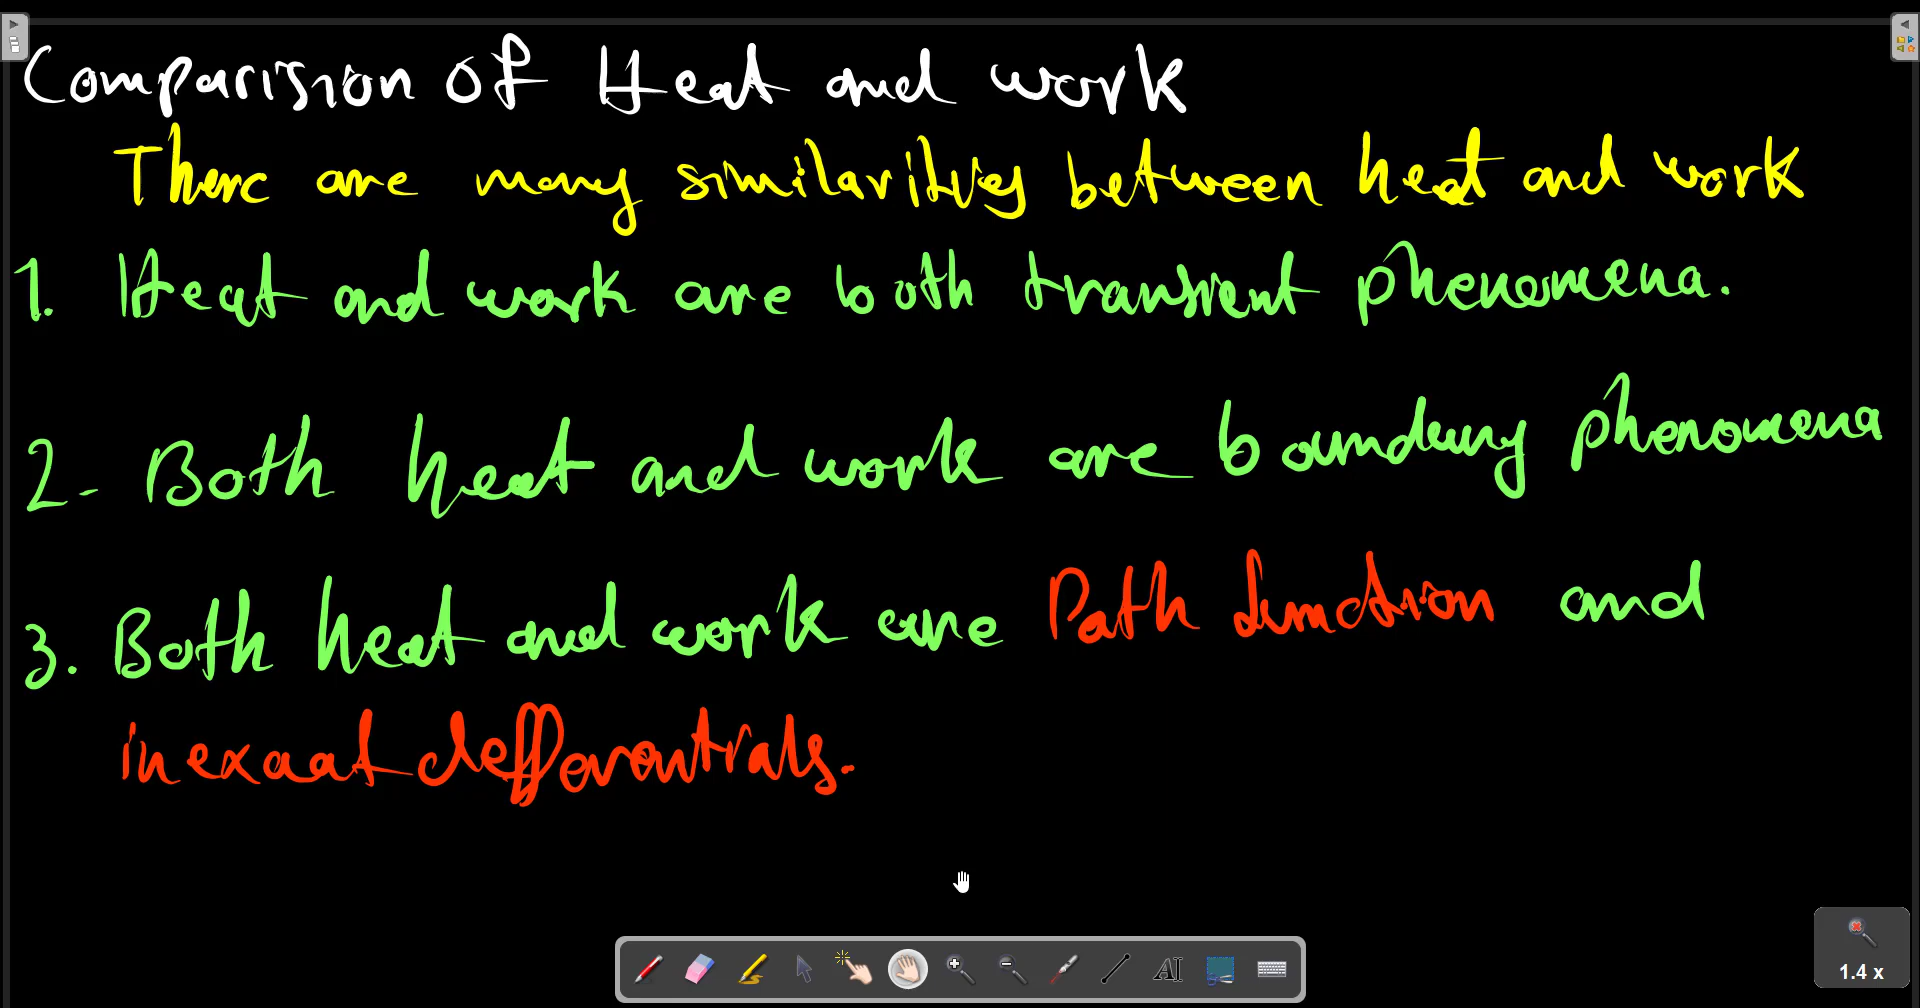 Comparision of Heat and work
There are many similarities between heat and work
1. Heat and work are both transient phenomena.
2- Both heat and work are boundary phenomena
3. Both heat and work are Path function and
inexaat defferentials.
1.4 x